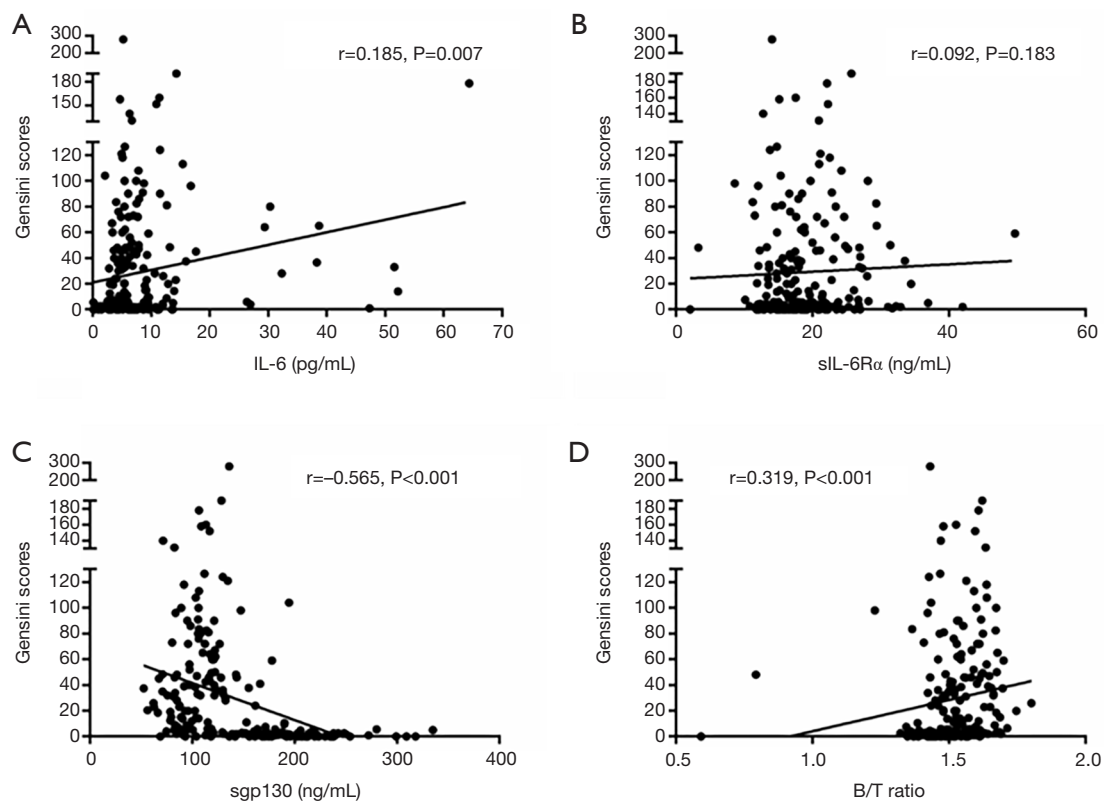 A
r=0.185, P=0.007
300
200
180
150
120
100
80
60
40
20
0
Gensini scores
0 10 20 30 40 50 60 70
IL-6 (pg/mL)
B
r=0.092, P=0.183
300
200
180
160
140
120
100
80
60
40
20
0
Gensini scores
0 20 40 60
sIL-6Rα (ng/mL)
C
r=−0.565, P<0.001
300
200
180
160
140
120
100
80
60
40
20
0
Gensini scores
0 100 200 300 400
sgp130 (ng/mL)
D
r=0.319, P<0.001
300
200
180
160
140
120
100
80
60
40
20
0
Gensini scores
0.5 1.0 1.5 2.0
B/T ratio